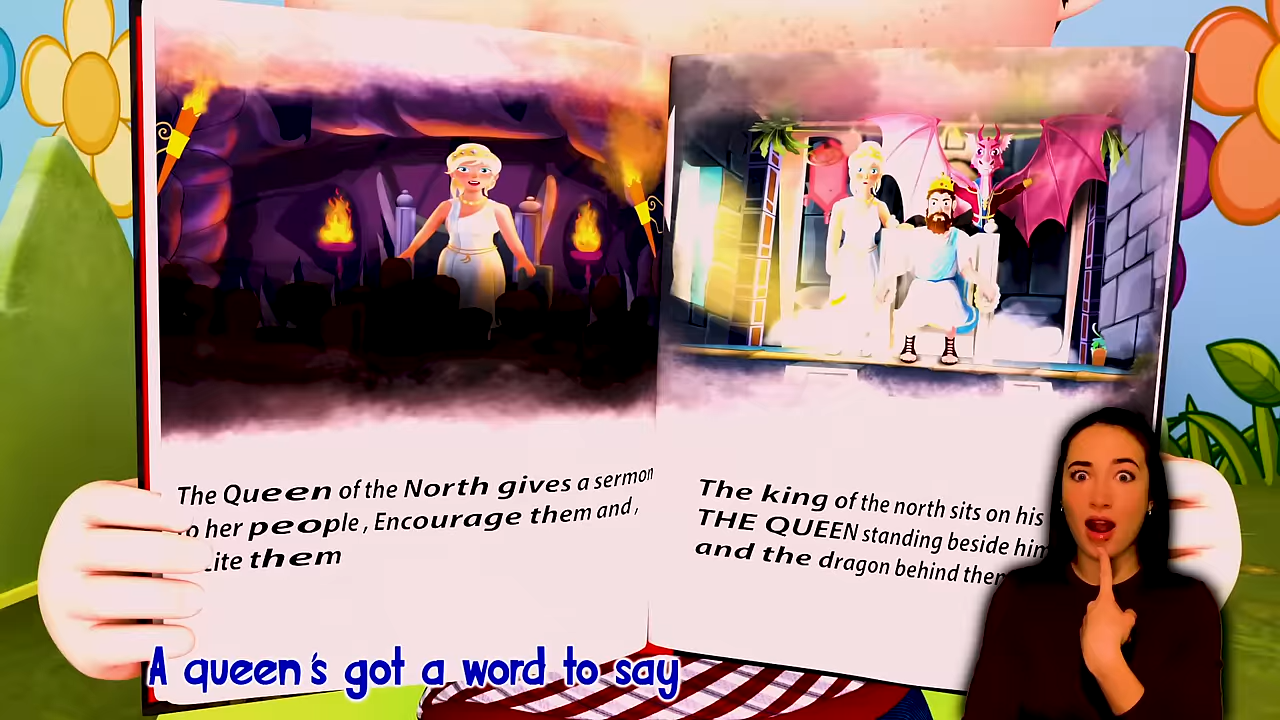 The Queen of the North gives a sermon
her people, Encourage them and,
them
The king of the north sits on his
THE QUEEN standing beside him
and the dragon behind them
A queen's got a word to say